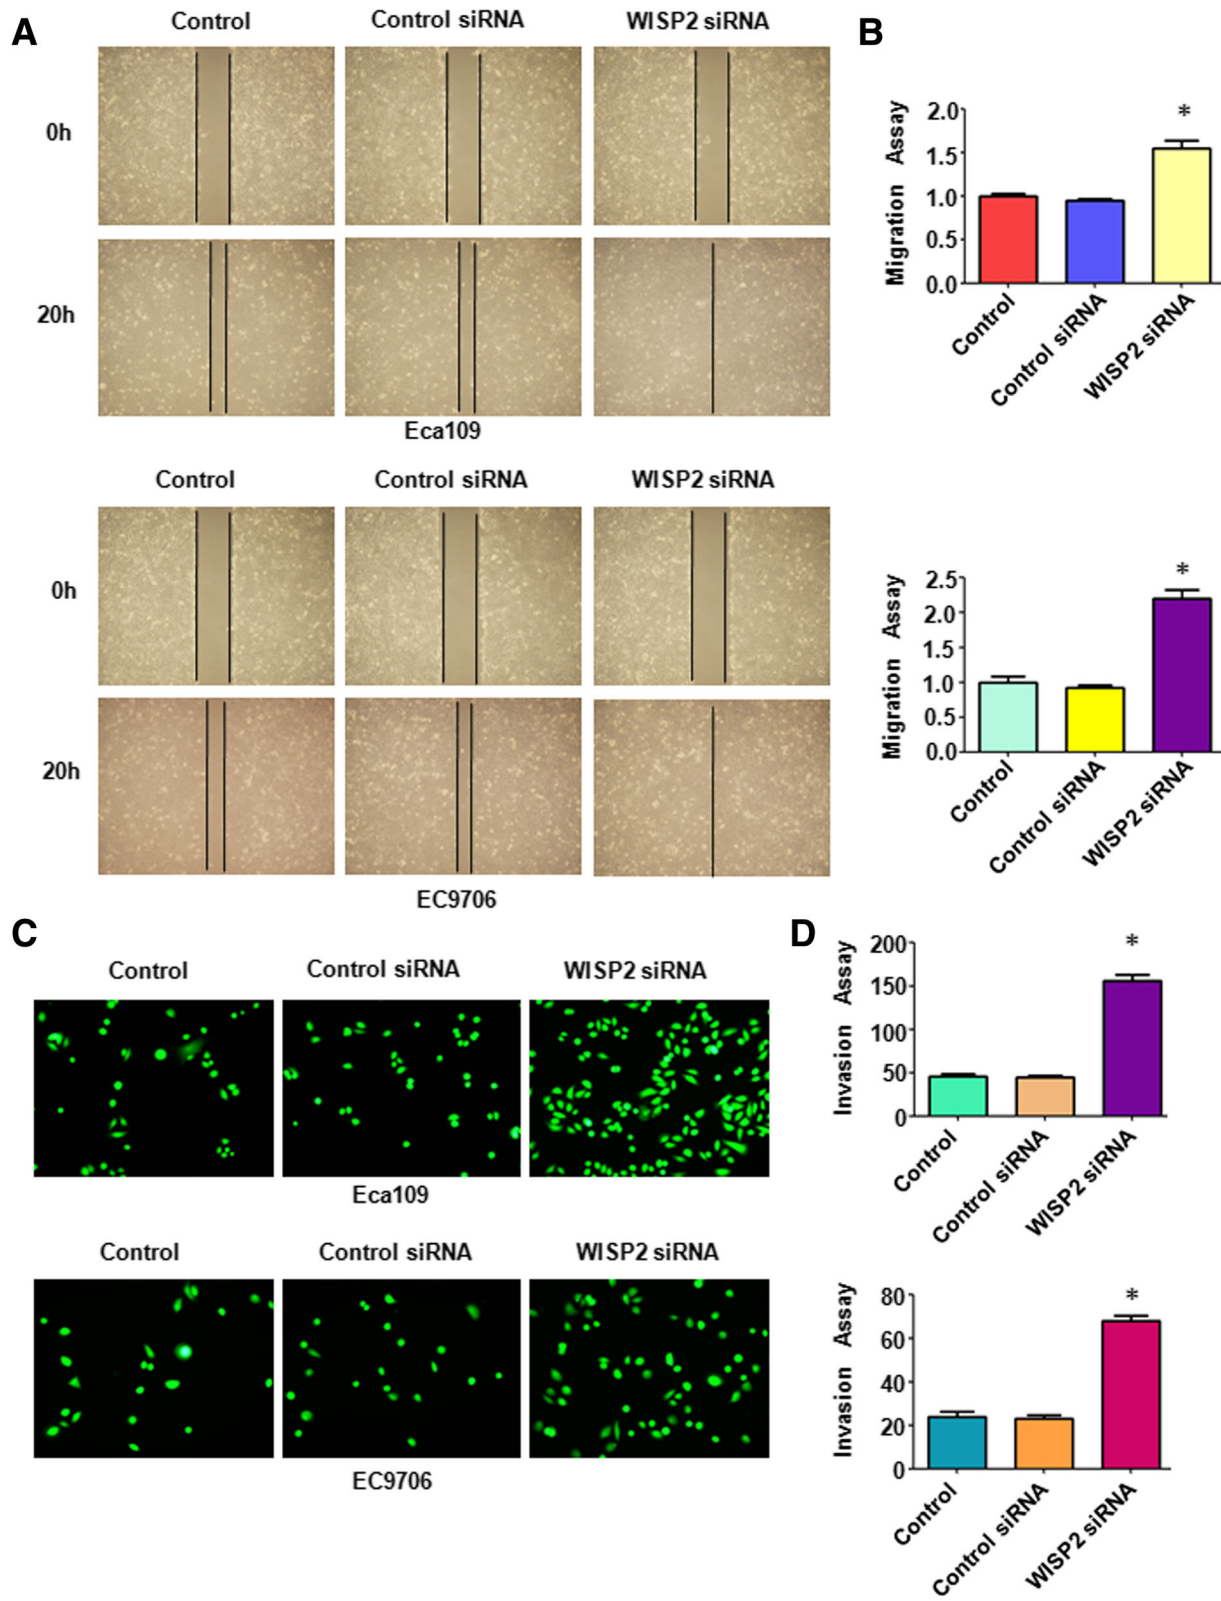 A
Control
Control siRNA
WISP2 siRNA
0h
20h
Eca109
Control
Control siRNA
WISP2 siRNA
0h
20h
EC9706
B
Migration Assay
2.0
1.5
1.0
0.5
0.0
*
Control
Control siRNA
WISP2 siRNA
Migration Assay
2.5
2.0
1.5
1.0
0.5
0.0
*
Control
Control siRNA
WISP2 siRNA
C
Control
Control siRNA
WISP2 siRNA
Eca109
Control
Control siRNA
WISP2 siRNA
EC9706
D
Invasion Assay
200
150
100
50
0
*
Control
Control siRNA
WISP2 siRNA
Invasion Assay
80
60
40
20
0
*
Control
Control siRNA
WISP2 siRNA